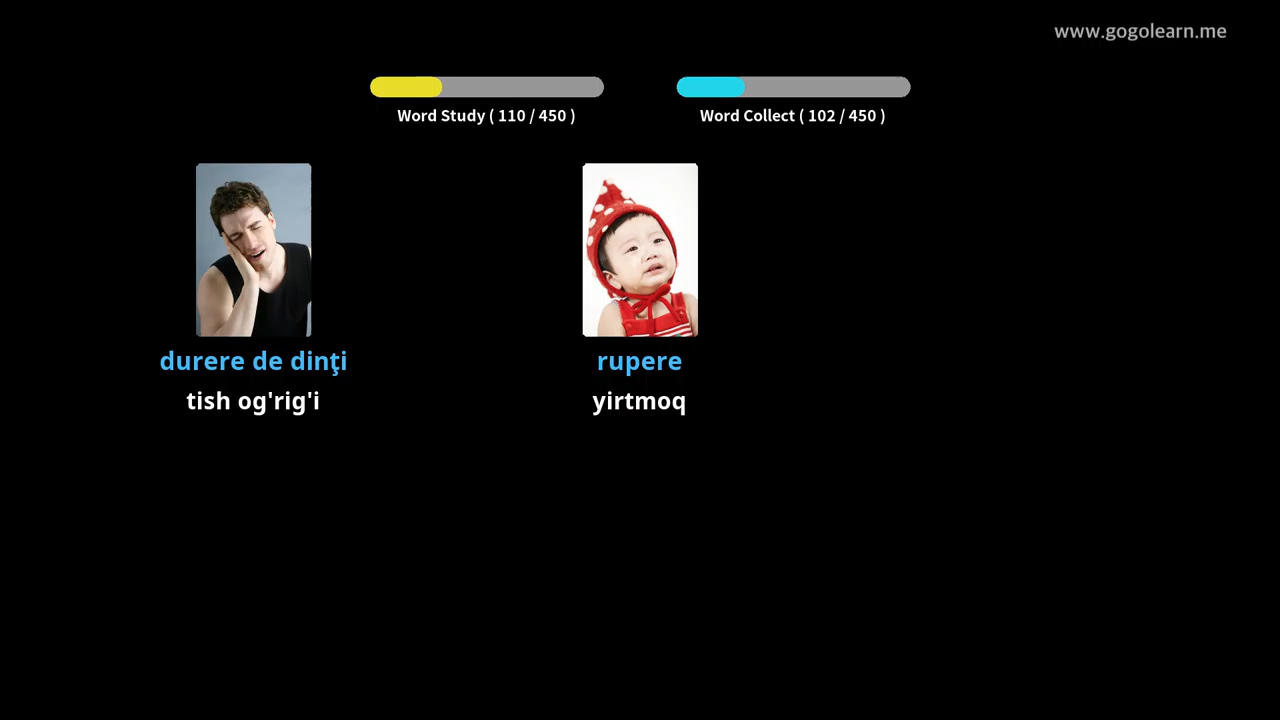 www.gogolearn.me
Word Study ( 110 / 450 )
Word Collect ( 102 / 450 )
durere de dinţi
rupere
tish og'rig'i
yirtmoq